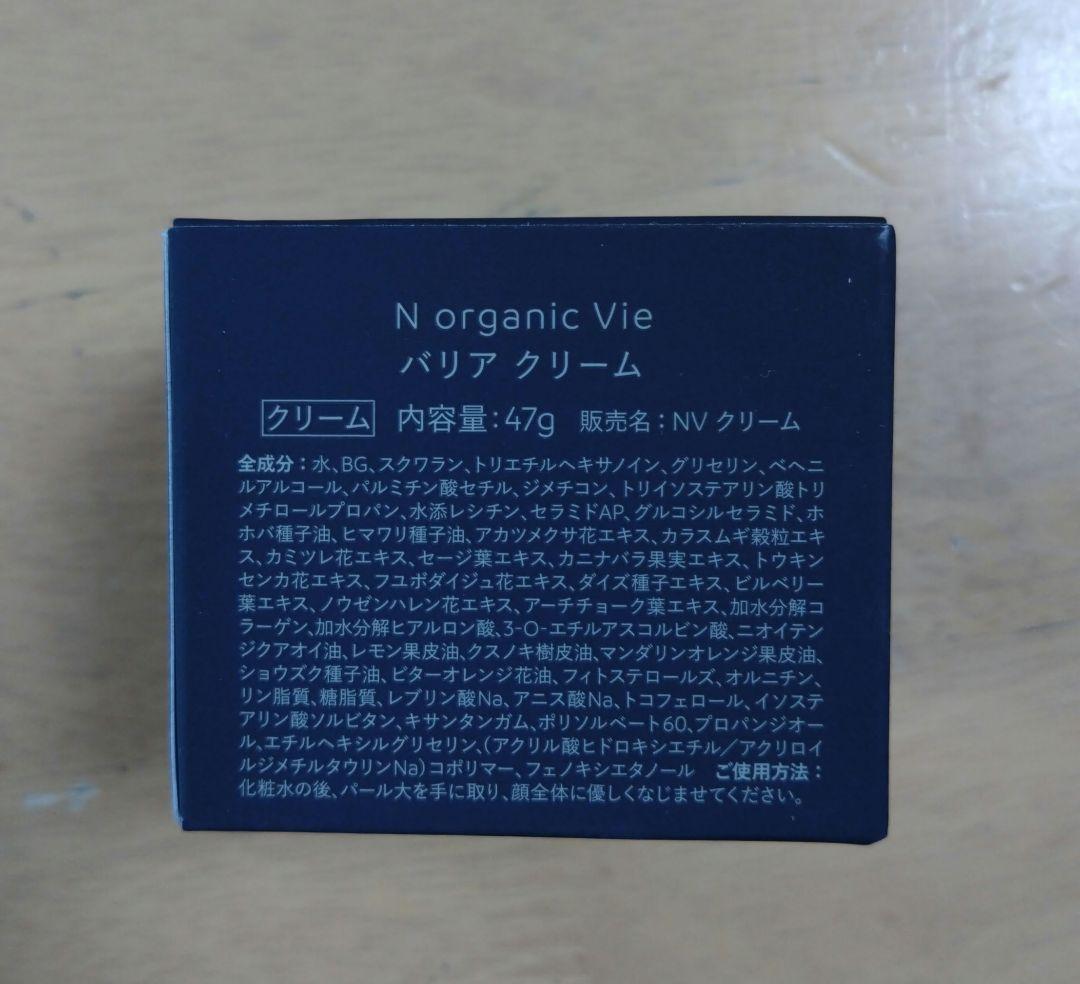 N organic Vie
バリア クリーム
クリーム 内容量：47g 販売名：NV クリーム
全成分：水、BG、スクワラン、トリエチルヘキサノイン、グリセリン、ベヘニ
ルアルコール、パルミチン酸セチル、ジメチコン、トリイソステアリン酸トリ
メチロールプロパン、水添レシチン、セラミドAP、グルコシルセラミド、ホ
ホバ種子油、ヒマワリ種子油、アカツメクサ花エキス、カラスムギ穀粒エキ
ス、カミツレ花エキス、セージ葉エキス、カニナバラ果実エキス、トウキン
センカ花エキス、フユボダイジュ花エキス、ダイズ種子エキス、ビルベリー
葉エキス、ノウゼンハレン花エキス、アーチチョーク葉エキス、加水分解コ
ラーゲン、加水分解ヒアルロン酸、3-O-エチルアスコルビン酸、ニオイテン
ジクアオイ油、レモン果皮油、クスノキ樹皮油、マンダリンオレンジ果皮油、
ショウズク種子油、ビターオレンジ花油、フィトステロールズ、オルニチン、
リン脂質、糖脂質、レブリン酸Na、アニス酸Na、トコフェロール、イソステ
アリン酸ソルビタン、キサンタンガム、ポリソルベート60、プロパンジオー
ル、エチルヘキシルグリセリン、（アクリル酸ヒドロキシエチル／アクリロイ
ルジメチルタウリンNa）コポリマー、フェノキシエタノール ご使用方法：
化粧水の後、パール大を手に取り、顔全体に優しくなじませてください。